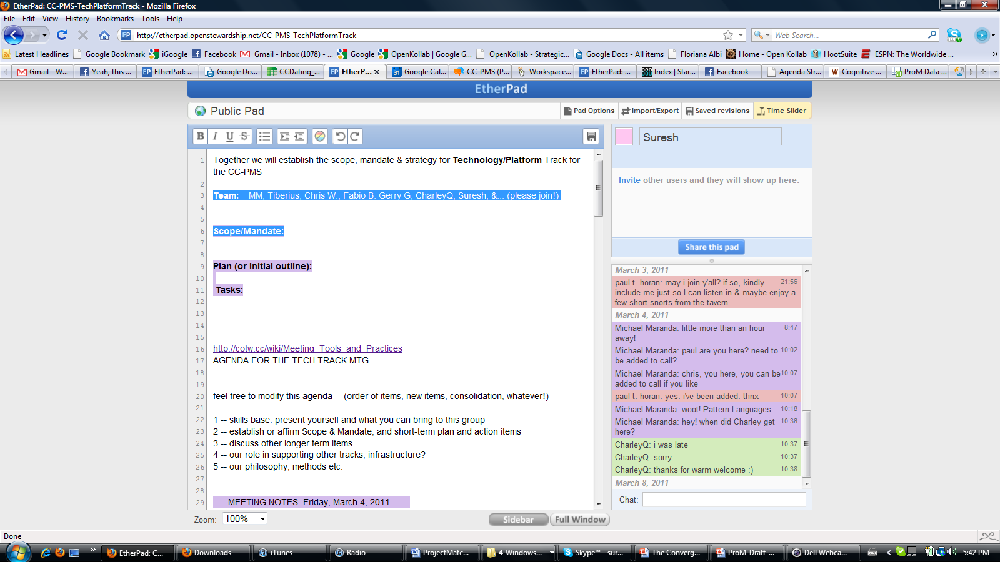 EtherPad: CC-PMS-TechPlatformTrack - Mozilla Firefox
File Edit View History Bookmarks Tools Help
EP http://etherpad.openstewardship.net/CC-PMS-TechPlatformTrack
Web Search...
Latest Headlines Google Bookmark iGoogle Facebook Gmail - Inbox (1078) - ... Google OpenKollab | Google G... OpenKollab - Strategic... Google Docs - All items Floriana Albi Home - Open Kollab HootSuite ESPN: The Worldwide ...
Gmail - W... Yeah, this ... EtherPad: ... Google Do... CCDating_... EtherP... Google Cal... CC-PMS (P... Workspace... EtherPad: ... Index | Star... Facebook Agenda Str... Cognitive ... ProM Data ...
EtherPad
Public Pad
Pad Options Import/Export Saved revisions Time Slider
B I U S
1 Together we will establish the scope, mandate & strategy for Technology/Platform Track for
the CC-PMS
2
3 Team: MM, Tiberius, Chris W., Fabio B. Gerry G, CharleyQ, Suresh, &... (please join!)
4
5
6 Scope/Mandate:
7
8
9 Plan (or initial outline):
10
11 Tasks:
12
13
14
15
16 http://cotw.cc/wiki/Meeting_Tools_and_Practices
17 AGENDA FOR THE TECH TRACK MTG
18
19
20 feel free to modify this agenda -- (order of items, new items, consolidation, whatever!)
21
22 1 -- skills base: present yourself and what you can bring to this group
23 2 -- establish or affirm Scope & Mandate, and short-term plan and action items
24 3 -- discuss other longer term items
25 4 -- our role in supporting other tracks, infrastructure?
26 5 -- our philosophy, methods etc.
27
28
29 ===MEETING NOTES Friday, March 4, 2011====
Zoom: 100%
Sidebar Full Window
Suresh
Invite other users and they will show up here.
Share this pad
March 3, 2011
paul t. horan: may i join y'all? if so, kindly 21:56
include me just so I can listen in & maybe enjoy a
few short snorts from the tavern
March 4, 2011
Michael Maranda: little more than an hour 8:47
away!
Michael Maranda: paul are you here? need to 10:02
be added to call?
Michael Maranda: chris, you here, you can be 10:07
added to call if you like
paul t. horan: yes. i've been added. thnx 10:07
Michael Maranda: woot! Pattern Languages 10:18
Michael Maranda: hey! when did Charley get 10:36
here?
CharleyQ: i was late 10:37
CharleyQ: sorry 10:37
CharleyQ: thanks for warm welcome :) 10:38
March 8, 2011
Chat:
Done
EtherPad: C... Downloads iTunes Radio ProjectMatc... 4 Windows... Skype™ - sur... The Converg... ProM_Draft_... Dell Webca... 5:42 PM